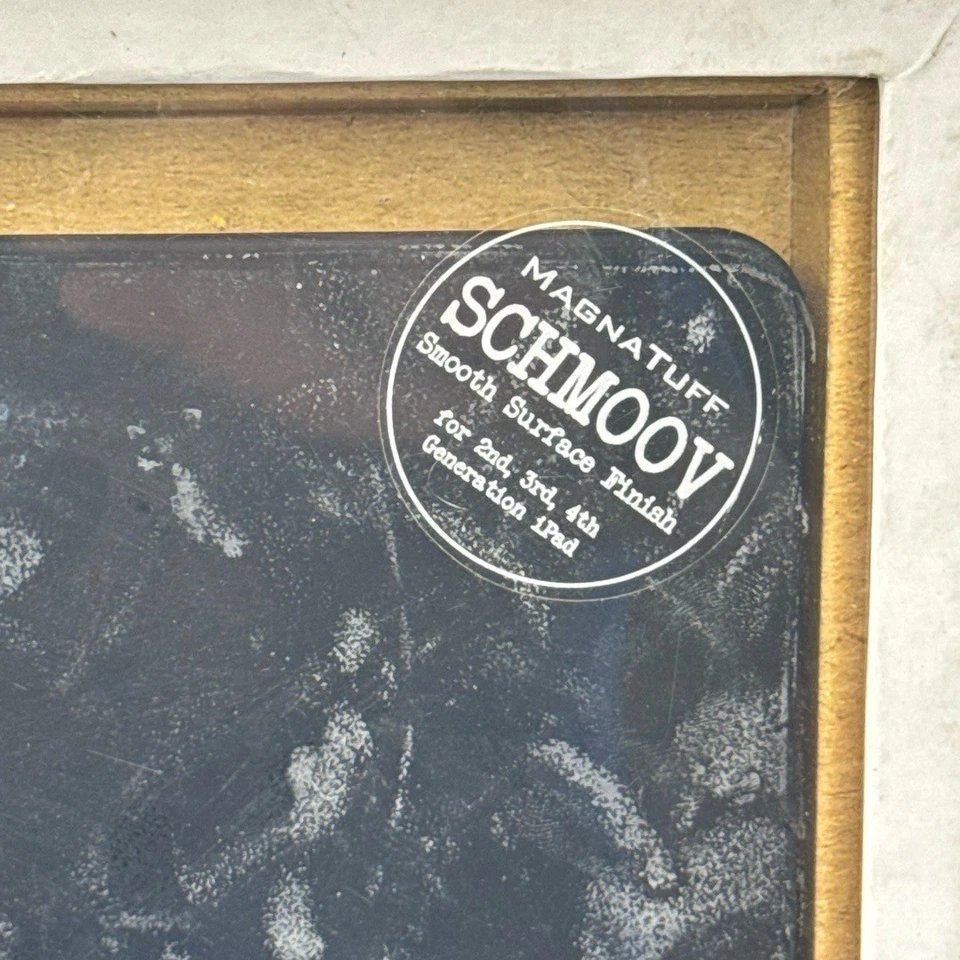 MAGNATUFF
SCHMOOV
Smooth Surface Finish
for 2nd, 3rd, 4th
Generation iPad